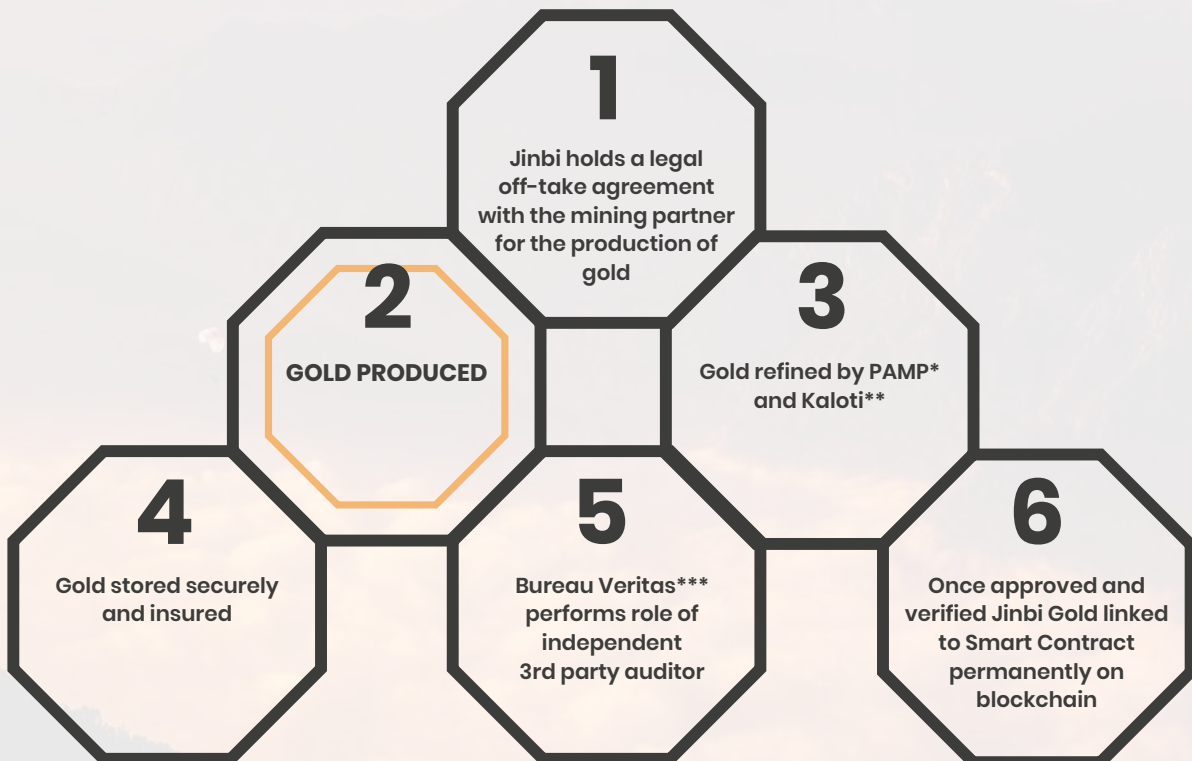 1
Jinbi holds a legal
off-take agreement
with the mining partner
for the production of
gold
2
GOLD PRODUCED
3
Gold refined by PAMP*
and Kaloti**
4
Gold stored securely
and insured
5
Bureau Veritas***
performs role of
independent
3rd party auditor
6
Once approved and
verified Jinbi Gold linked
to Smart Contract
permanently on
blockchain